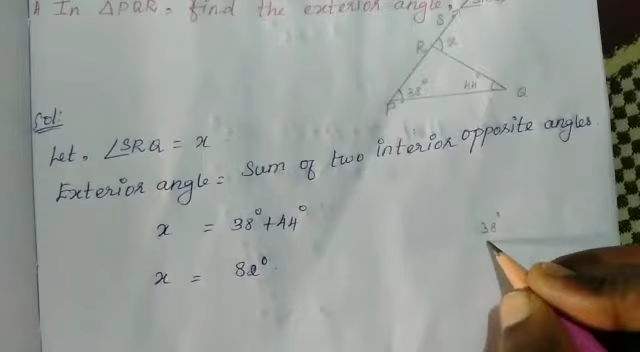 In ΔPQR, find the exterior angle,
S
R x
38° 44° Q
P
Sol:
Let, ∠SRQ = x
Exterior angle = Sum of two interior opposite angles.
x = 38° + 44°
x = 82°
38°